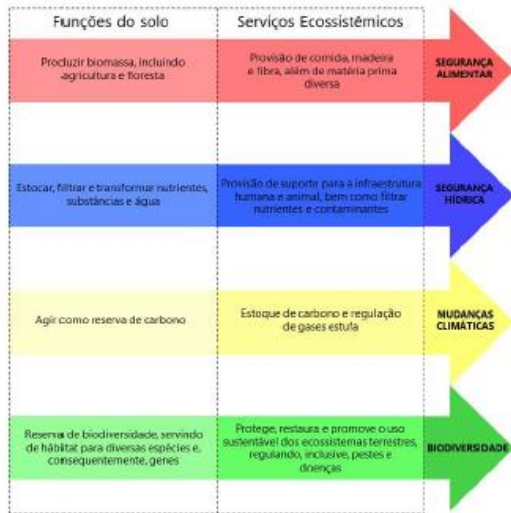 Funções do solo
Serviços Ecossistêmicos
Produzir biomassa, incluindo
agricultura e floresta
Provisão de comida, madeira
e fibra, além de matéria prima
diversa
SEGURANÇA
ALIMENTAR
Estocar, filtrar e transformar nutrientes,
substâncias e água
Provisão de suporte para a infraestrutura
humana e animal, bem como filtrar
nutrientes e contaminantes
SEGURANÇA
HÍDRICA
Agir como reserva de carbono
Estoque de carbono e regulação
de gases estufa
MUDANÇAS
CLIMÁTICAS
Reserva de biodiversidade, servindo
de hábitat para diversas espécies e,
consequentemente, genes
Protege, restaura e promove o uso
sustentável dos ecossistemas terrestres,
regulando, inclusive, pestes e
doenças
BIODIVERSIDADE